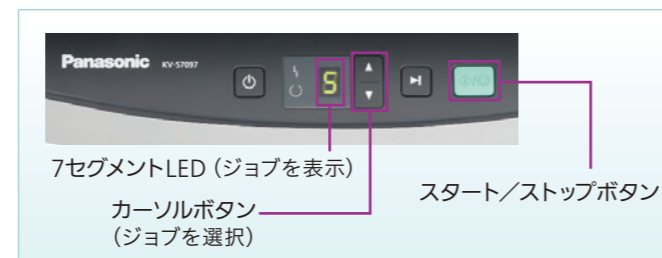 Panasonic KV-S7097
5
7セグメントLED（ジョブを表示）
カーソルボタン
（ジョブを選択）
スタート／ストップボタン